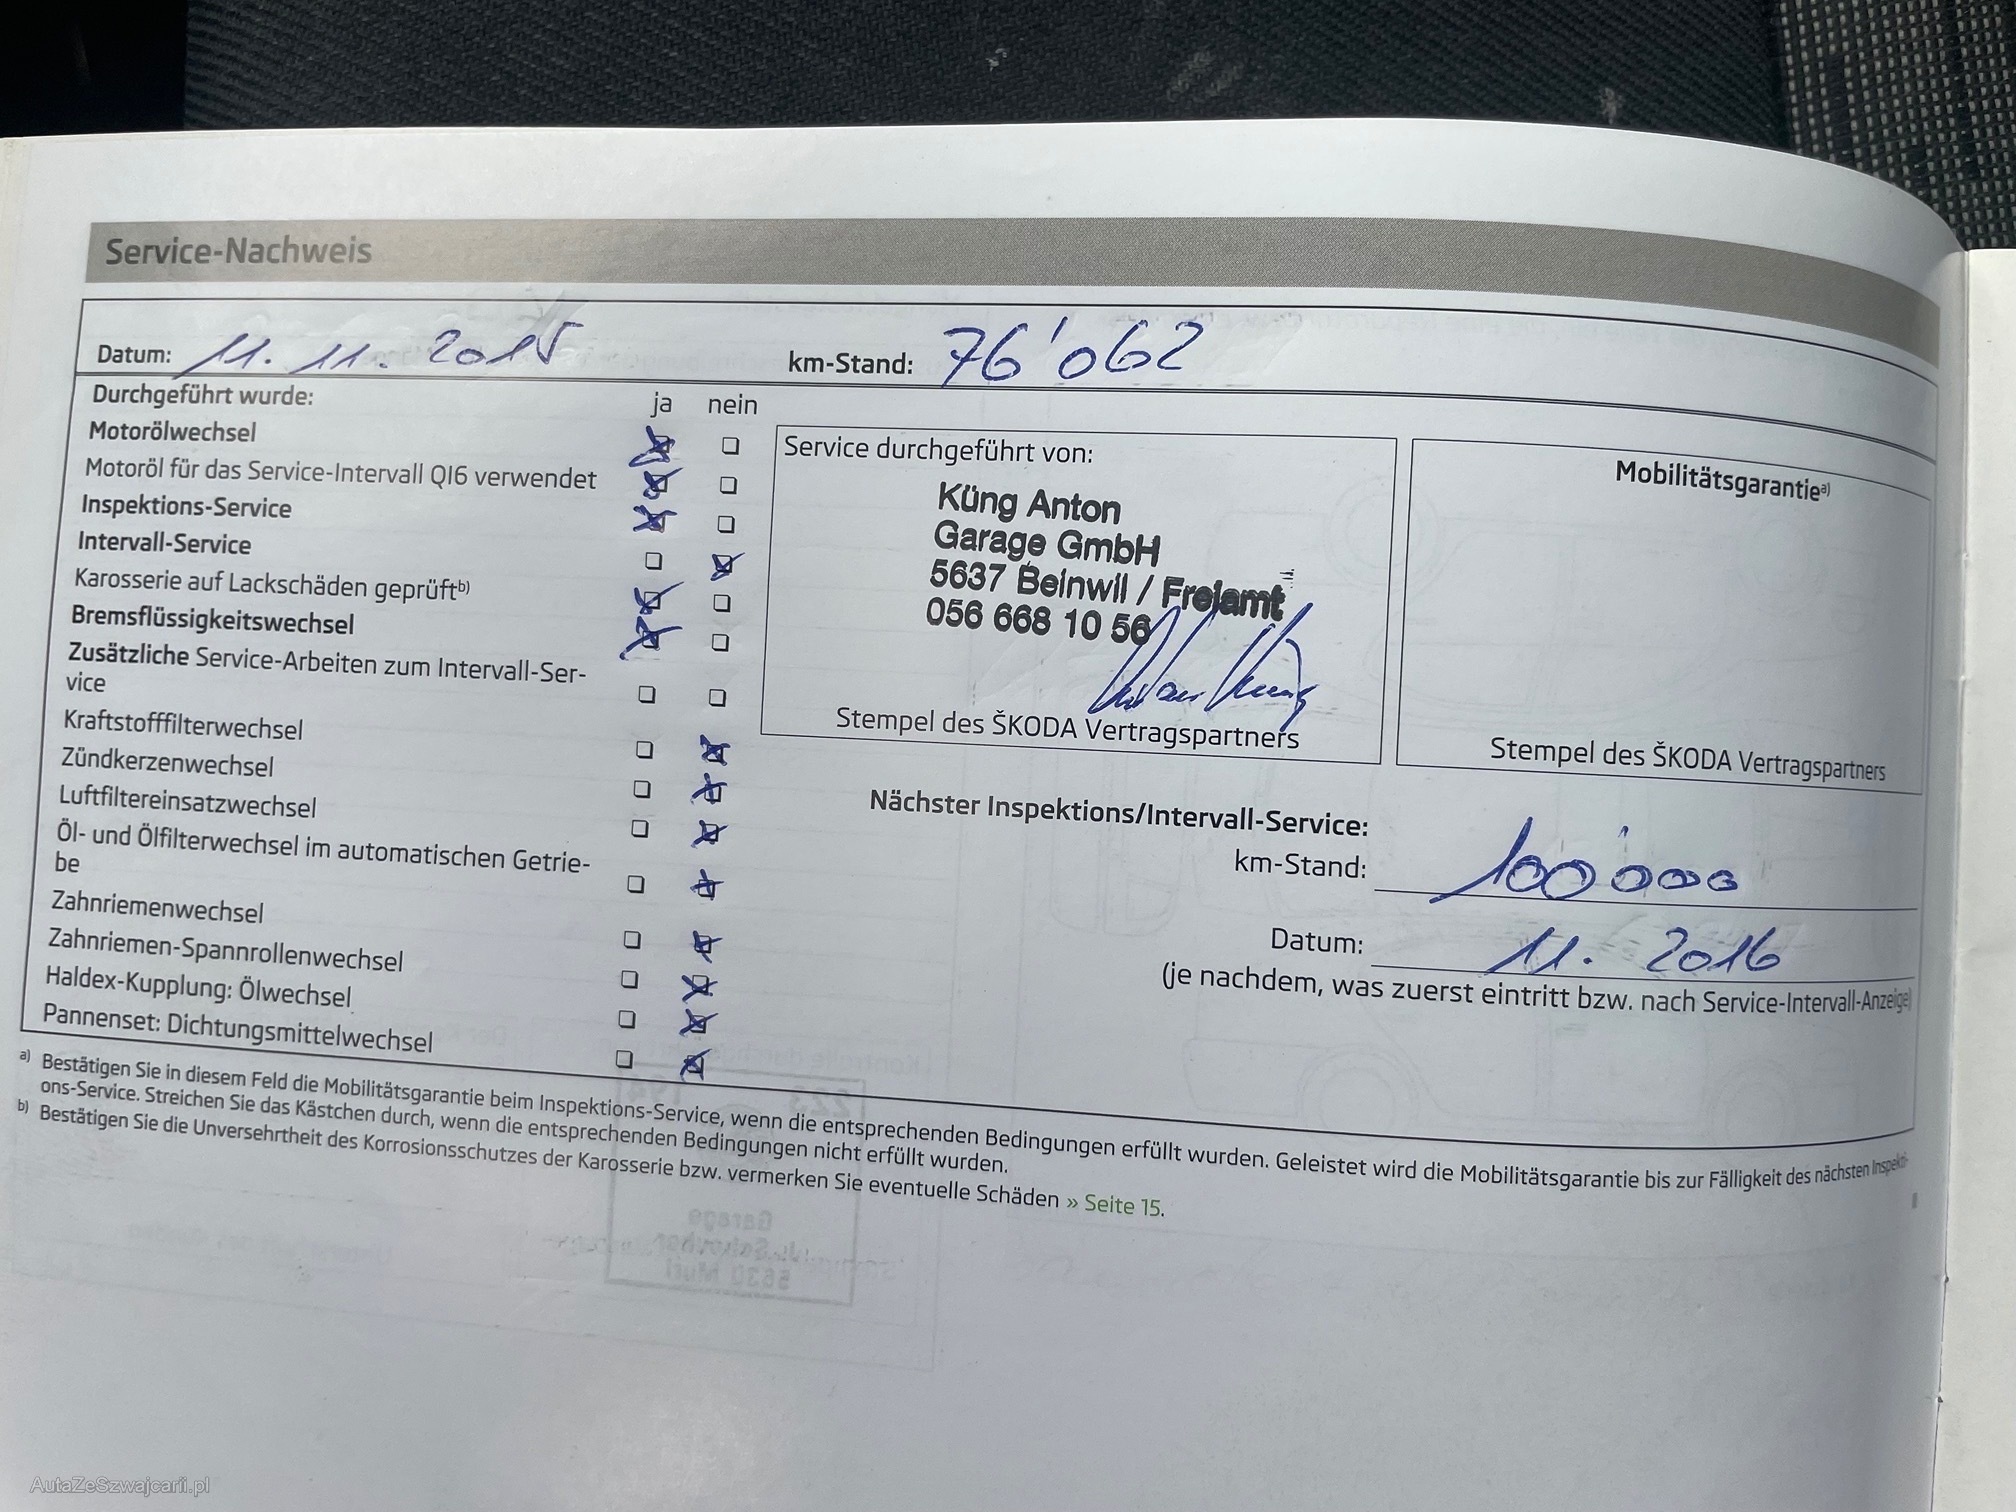 Service-Nachweis
Datum: 11. 11. 2015 km-Stand: 76'062
Durchgeführt wurde: ja nein
Motorölwechsel
Motoröl für das Service-Intervall QI6 verwendet
Inspektions-Service
Intervall-Service
Karosserie auf Lackschäden geprüft b)
Bremsflüssigkeitswechsel
Zusätzliche Service-Arbeiten zum Intervall-Ser-
vice
Kraftstofffilterwechsel
Zündkerzenwechsel
Luftfiltereinsatzwechsel
Öl- und Ölfilterwechsel im automatischen Getrie-
be
Zahnriemenwechsel
Zahnriemen-Spannrollenwechsel
Haldex-Kupplung: Ölwechsel
Pannenset: Dichtungsmittelwechsel
Service durchgeführt von:
Küng Anton
Garage GmbH
5637 Beinwil / Freiamt
056 668 10 56
Stempel des ŠKODA Vertragspartners
Mobilitätsgarantie a)
Stempel des ŠKODA Vertragspartners
Nächster Inspektions/Intervall-Service:
km-Stand: 100'000
Datum: 11. 2016
(je nachdem, was zuerst eintritt bzw. nach Service-Intervall-Anzeige)
a) Bestätigen Sie in diesem Feld die Mobilitätsgarantie beim Inspektions-Service, wenn die entsprechenden Bedingungen erfüllt wurden. Geleistet wird die Mobilitätsgarantie bis zur Fälligkeit des nächsten Inspekti-
ons-Service. Streichen Sie das Kästchen durch, wenn die entsprechenden Bedingungen nicht erfüllt wurden.
b) Bestätigen Sie die Unversehrtheit des Korrosionsschutzes der Karosserie bzw. vermerken Sie eventuelle Schäden » Seite 15.
AutaZeSzwajcarii.pl